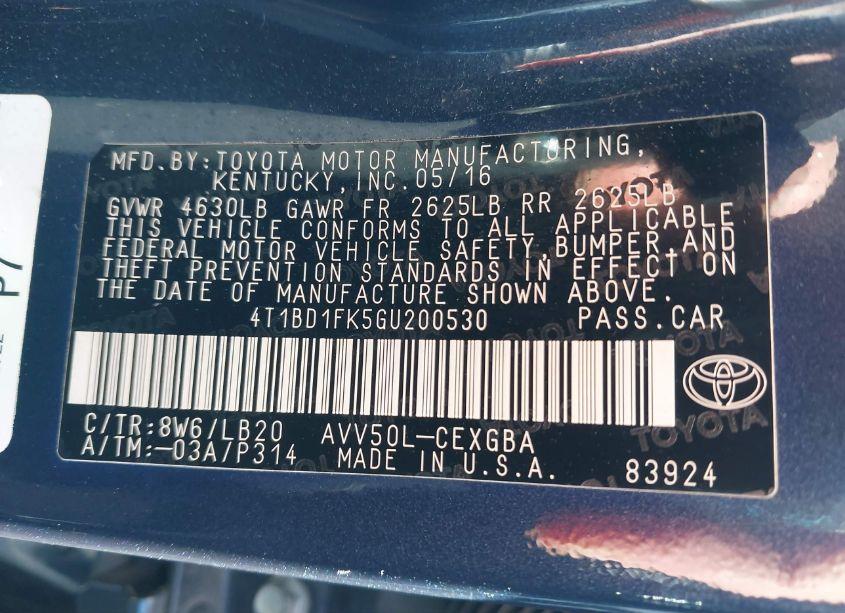 MFD.BY:TOYOTA MOTOR MANUFACTURING,
KENTUCKY,INC.05/16
GVWR 4630LB GAWR FR 2625LB RR 2625LB
THIS VEHICLE CONFORMS TO ALL APPLICABLE
FEDERAL MOTOR VEHICLE SAFETY,BUMPER,AND
THEFT PREVENTION STANDARDS IN EFFECT ON
THE DATE OF MANUFACTURE SHOWN ABOVE.
4T1BD1FK5GU200530 PASS.CAR
C/TR:8W6/LB20 AVV50L-CEXGBA
A/TM:-03A/P314 MADE IN U.S.A. 83924
TOYOTA